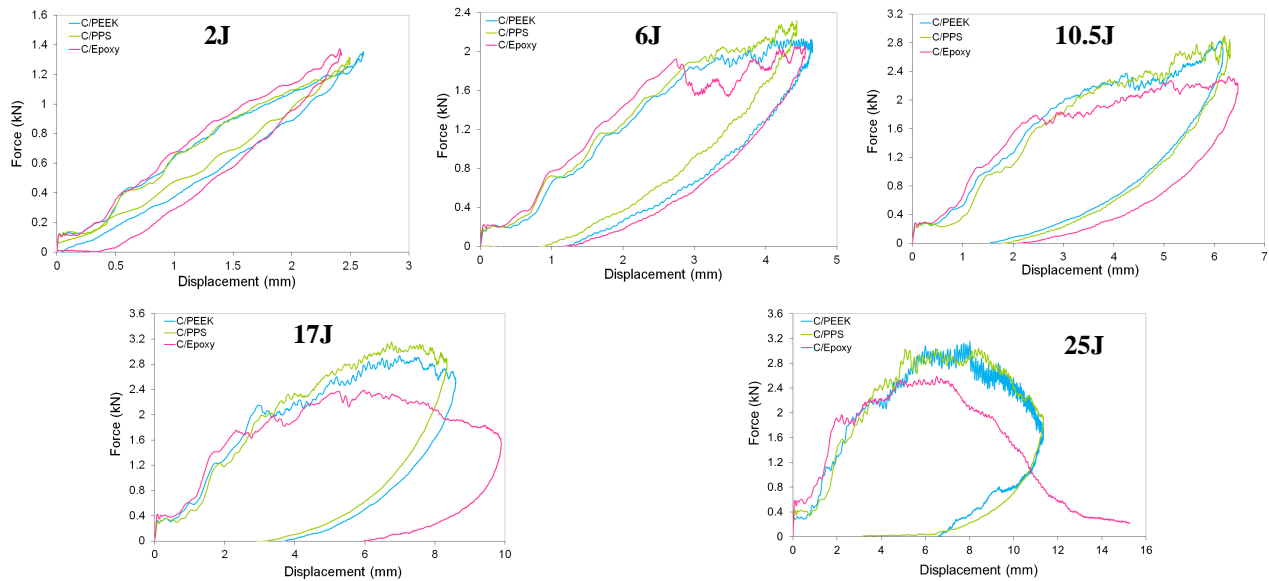 2J
C/PEEK
C/PPS
C/Epoxy
Force (kN)
1.6
1.4
1.2
1
0.8
0.6
0.4
0.2
0
0 0.5 1 1.5 2 2.5 3
Displacement (mm)
6J
C/PEEK
C/PPS
C/Epoxy
Force (kN)
2.4
2
1.6
1.2
0.8
0.4
0
0 1 2 3 4 5
Displacement (mm)
10.5J
C/PEEK
C/PPS
C/Epoxy
Force (kN)
3.2
2.8
2.4
2
1.6
1.2
0.8
0.4
0
0 1 2 3 4 5 6 7
Displacement (mm)
17J
C/PEEK
C/PPS
C/Epoxy
Force (kN)
3.6
3.2
2.8
2.4
2
1.6
1.2
0.8
0.4
0
0 2 4 6 8 10
Displacement (mm)
25J
C/PEEK
C/PPS
C/Epoxy
Force (kN)
3.6
3.2
2.8
2.4
2
1.6
1.2
0.8
0.4
0
0 2 4 6 8 10 12 14 16
Displacement (mm)